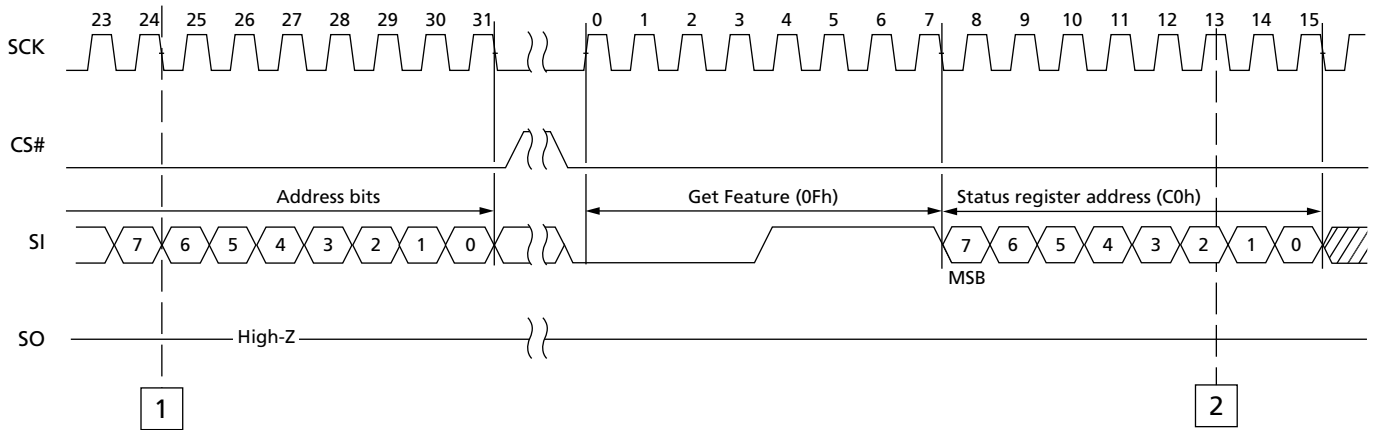 23 24 25 26 27 28 29 30 31 0 1 2 3 4 5 6 7 8 9 10 11 12 13 14 15
SCK
CS#
Address bits Get Feature (0Fh) Status register address (C0h)
SI 7 6 5 4 3 2 1 0 7 6 5 4 3 2 1 0
MSB
SO High-Z
1 2